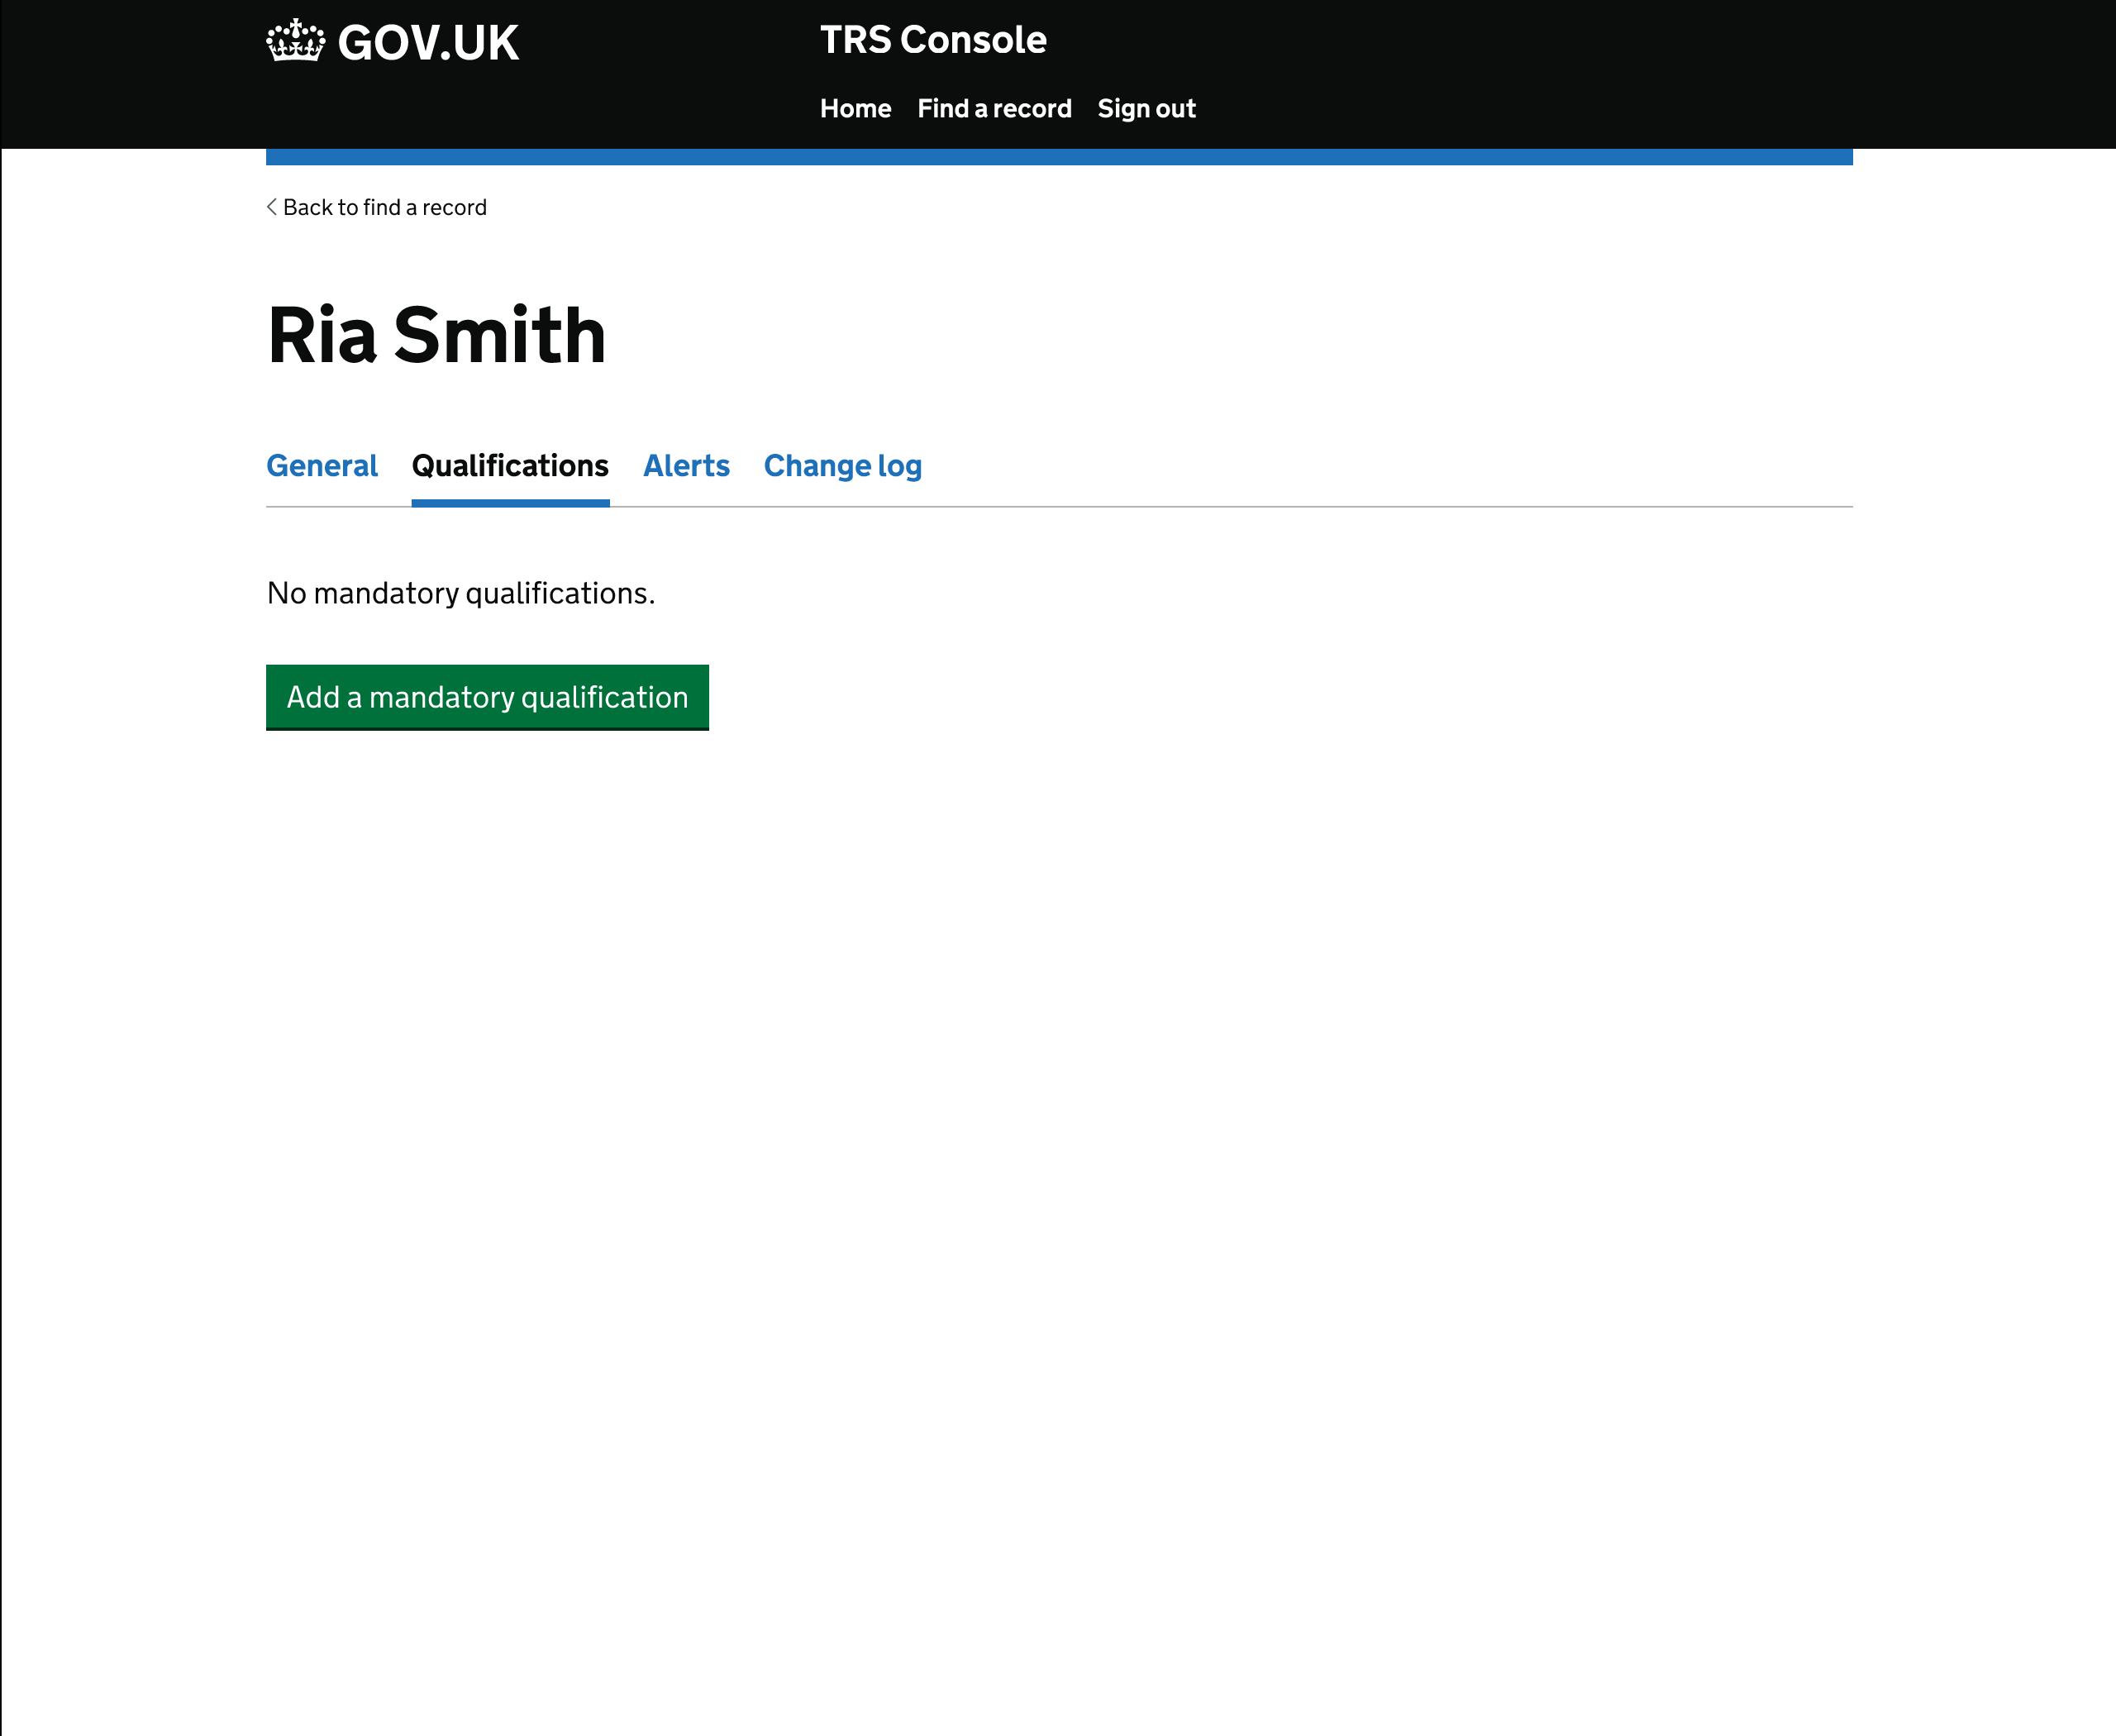 GOV.UK
TRS Console
Home Find a record Sign out
Back to find a record
Ria Smith
General Qualifications Alerts Change log
No mandatory qualifications.
Add a mandatory qualification